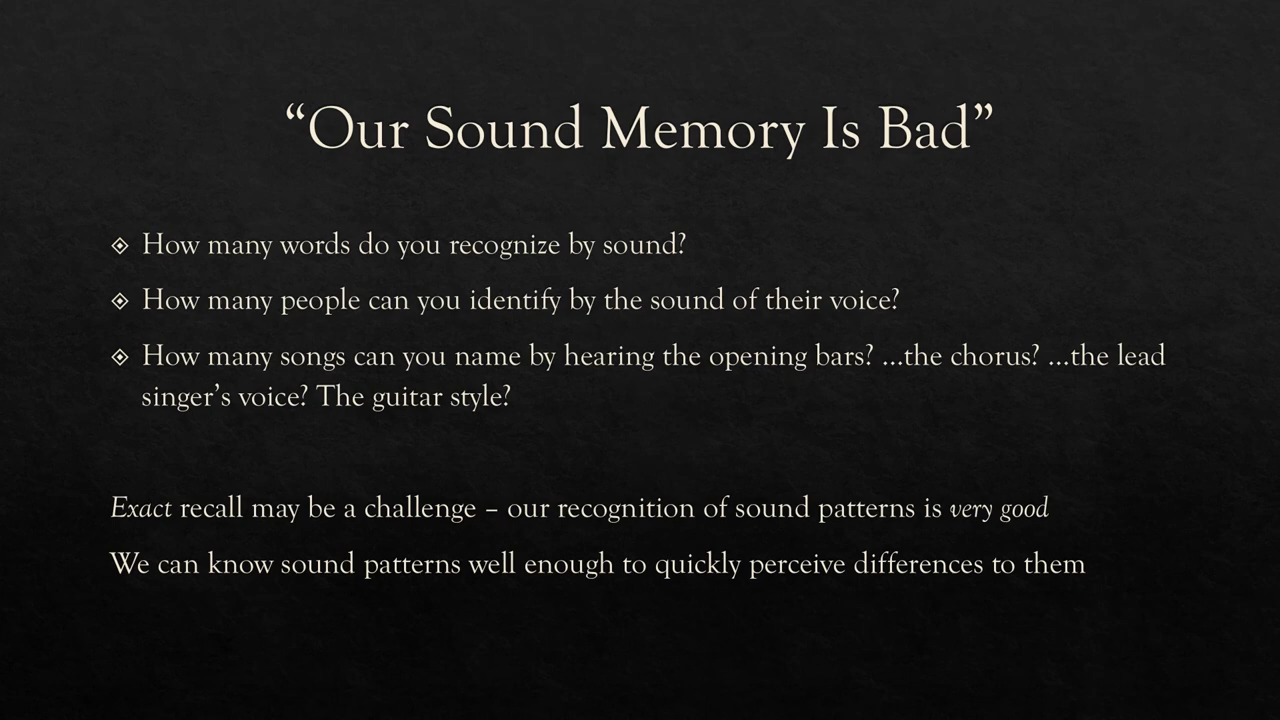 “Our Sound Memory Is Bad”
How many words do you recognize by sound?
How many people can you identify by the sound of their voice?
How many songs can you name by hearing the opening bars? …the chorus? …the lead
singer’s voice? The guitar style?
Exact recall may be a challenge – our recognition of sound patterns is very good
We can know sound patterns well enough to quickly perceive differences to them